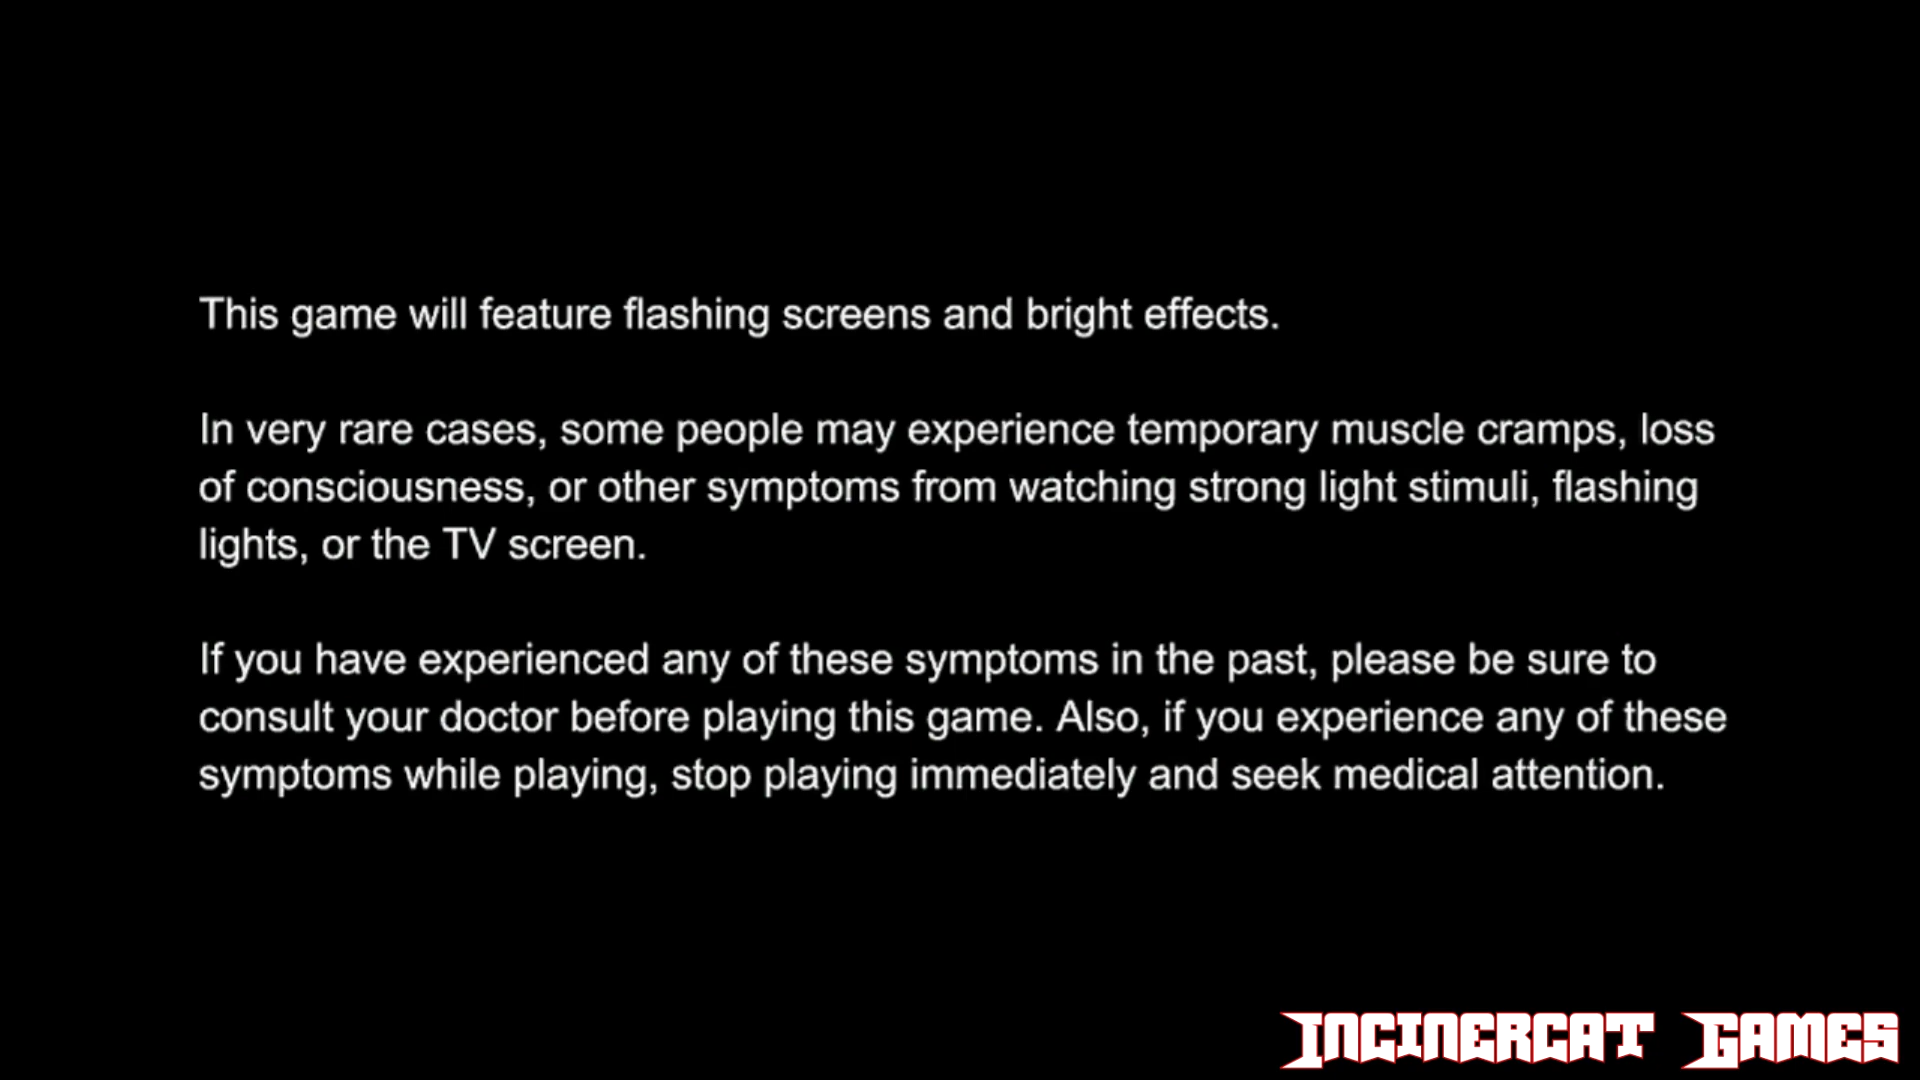 This game will feature flashing screens and bright effects.
In very rare cases, some people may experience temporary muscle cramps, loss
of consciousness, or other symptoms from watching strong light stimuli, flashing
lights, or the TV screen.
If you have experienced any of these symptoms in the past, please be sure to
consult your doctor before playing this game. Also, if you experience any of these
symptoms while playing, stop playing immediately and seek medical attention.
INCINERCAT GAMES